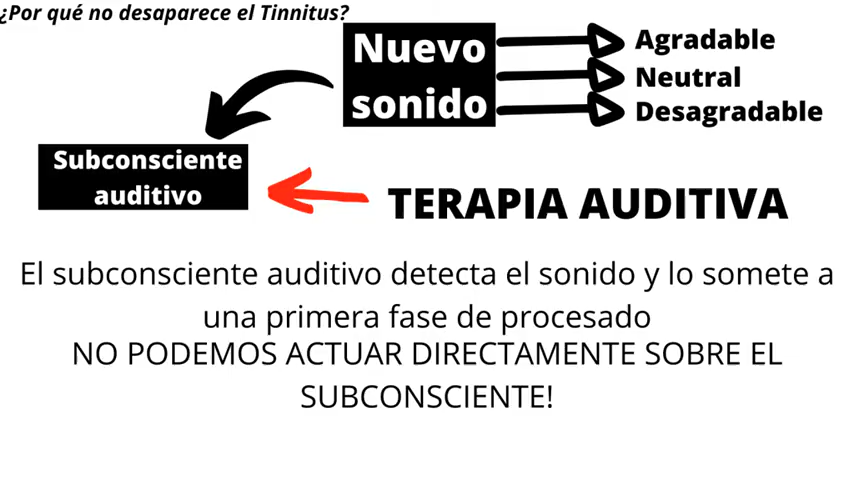 ¿Por qué no desaparece el Tinnitus?
Nuevo
sonido
Agradable
Neutral
Desagradable
Subconsciente
auditivo
TERAPIA AUDITIVA
El subconsciente auditivo detecta el sonido y lo somete a
una primera fase de procesado
NO PODEMOS ACTUAR DIRECTAMENTE SOBRE EL
SUBCONSCIENTE!